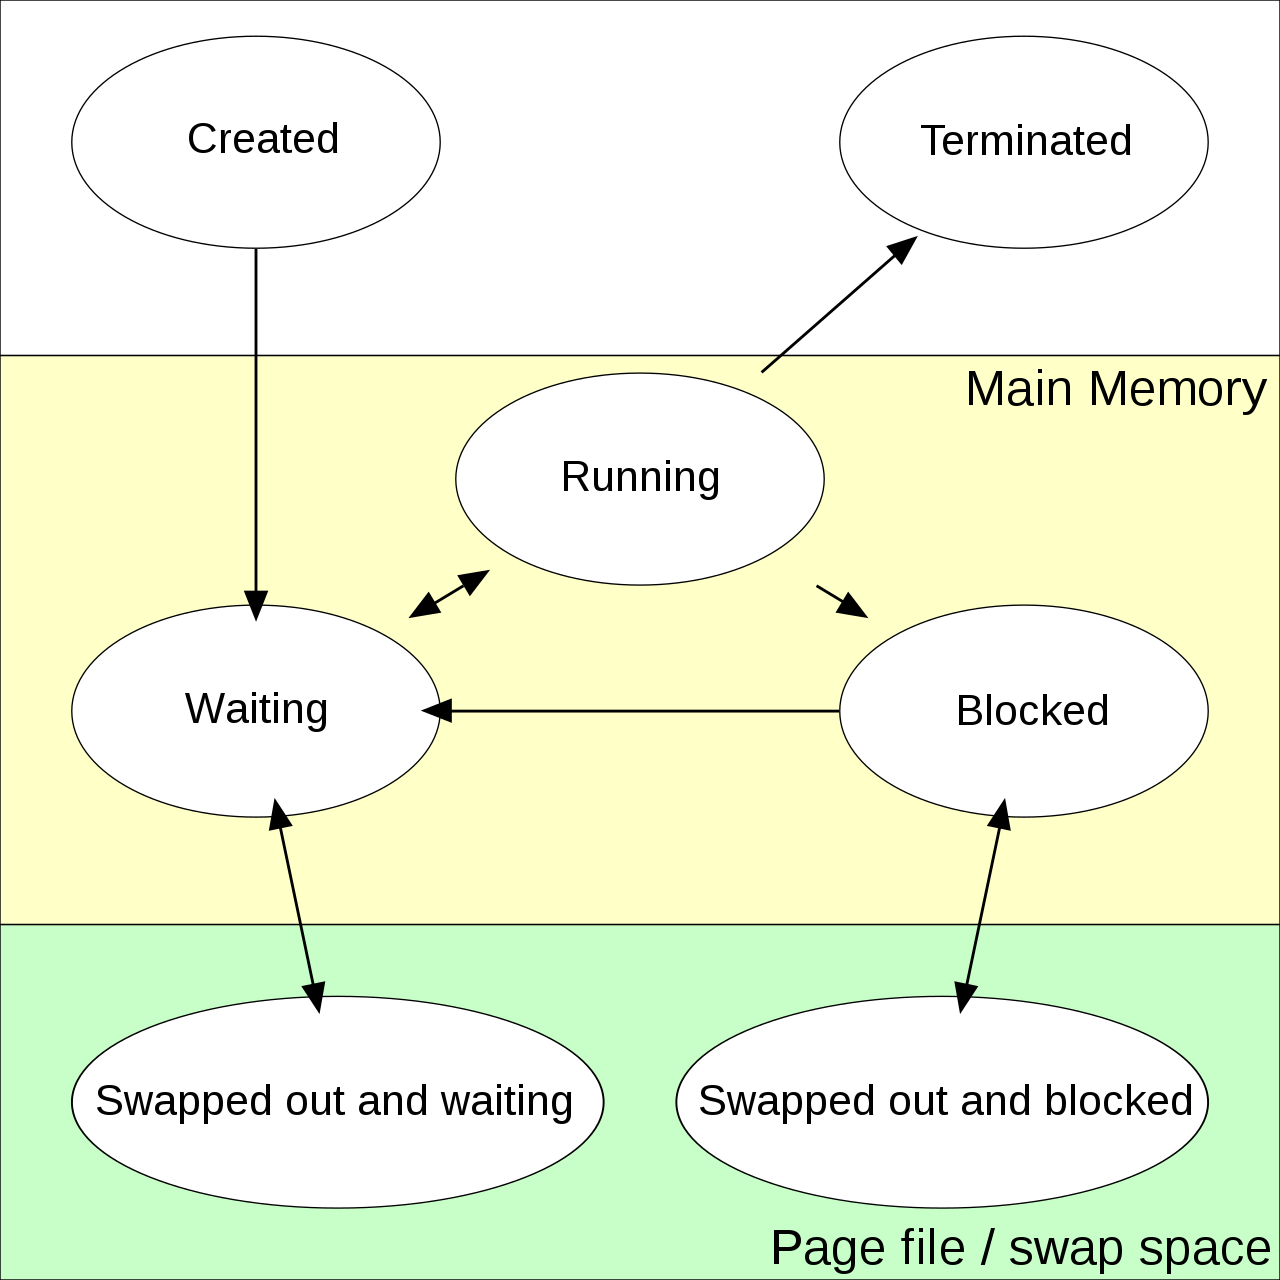 Created
Terminated
Main Memory
Running
Waiting
Blocked
Swapped out and waiting
Swapped out and blocked
Page file / swap space